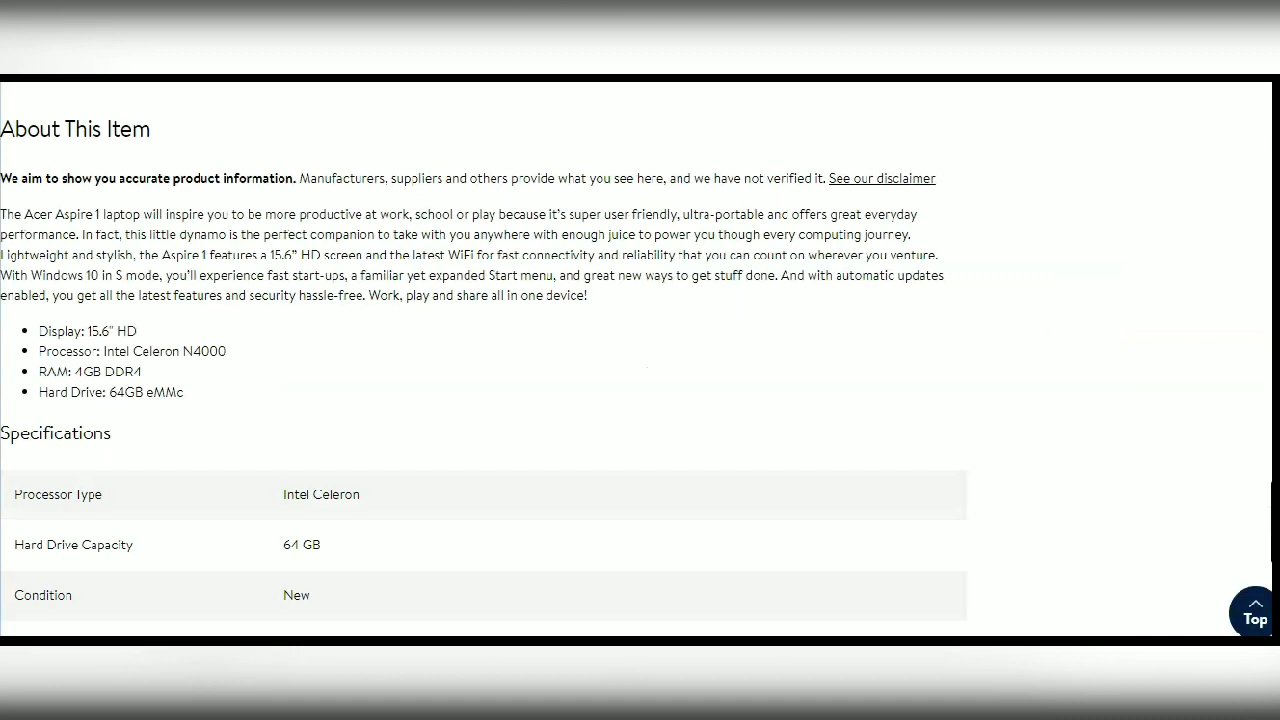 About This Item
We aim to show you accurate product information. Manufacturers, suppliers and others provide what you see here, and we have not verified it. See our disclaimer
The Acer Aspire 1 laptop will inspire you to be more productive at work, school or play because it's super user friendly, ultra-portable and offers great everyday
performance. In fact, this little dynamo is the perfect companion to take with you anywhere with enough juice to power you though every computing journey.
Lightweight and stylish, the Aspire 1 features a 15.6" HD screen and the latest WiFi for fast connectivity and reliability that you can count on wherever you venture.
With Windows 10 in S mode, you'll experience fast start-ups, a familiar yet expanded Start menu, and great new ways to get stuff done. And with automatic updates
enabled, you get all the latest features and security hassle-free. Work, play and share all in one device!
• Display: 15.6" HD
• Processor: Intel Celeron N4000
• RAM: 4GB DDR4
• Hard Drive: 64GB eMMc
Specifications
Processor Type Intel Celeron
Hard Drive Capacity 64 GB
Condition New
Top